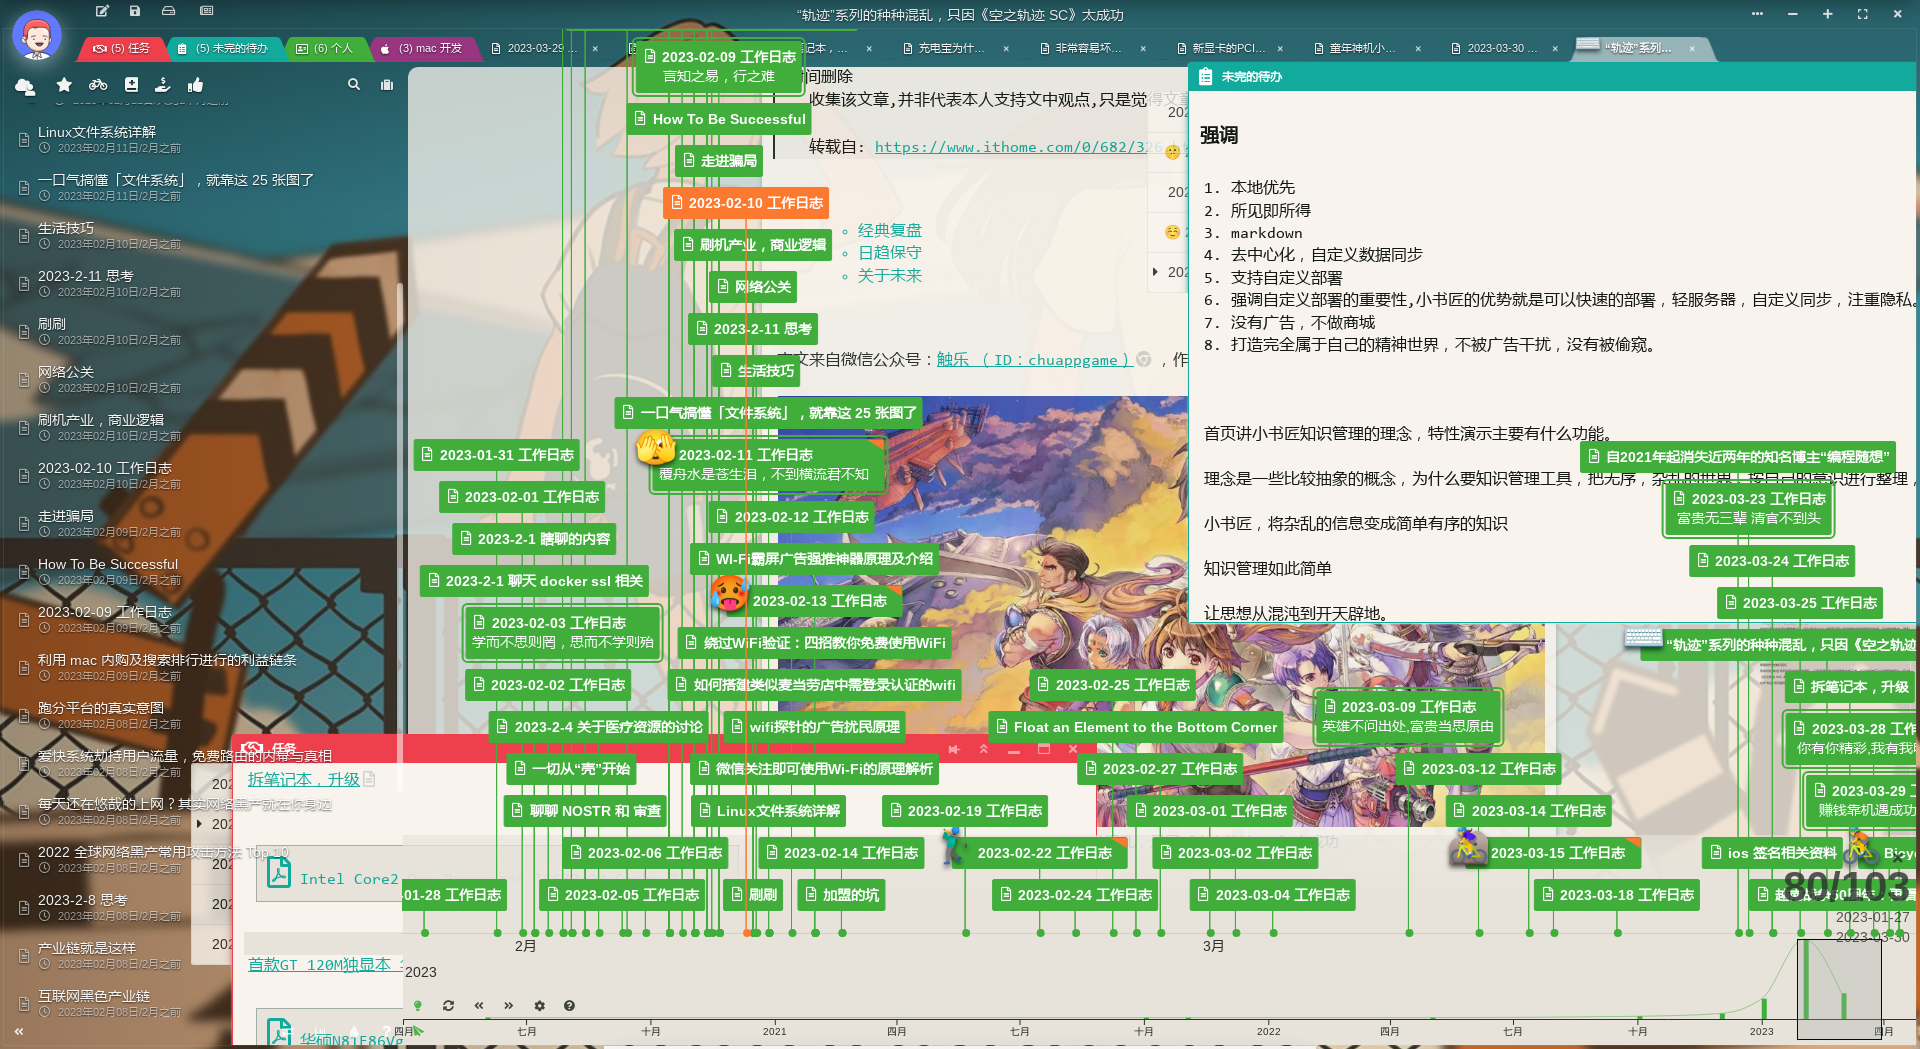 “轨迹”系列的种种混乱，只因《空之轨迹 SC》太成功
(5) 任务
(5) 未完的待办
(6) 个人
(3) mac 开发
2023-03-29 ...
充电宝为什...
非常容易坏...
新显卡的PCI...
童年神机小...
2023-03-30 ...
“轨迹”系列...
Linux文件系统详解
2023年02月11日/2月之前
一口气搞懂「文件系统」，就靠这 25 张图了
2023年02月11日/2月之前
生活技巧
2023年02月10日/2月之前
2023-2-11 思考
2023年02月10日/2月之前
刷刷
2023年02月10日/2月之前
网络公关
2023年02月10日/2月之前
刷机产业，商业逻辑
2023年02月10日/2月之前
2023-02-10 工作日志
2023年02月10日/2月之前
走进骗局
2023年02月09日/2月之前
How To Be Successful
2023年02月09日/2月之前
2023-02-09 工作日志
2023年02月09日/2月之前
利用 mac 内购及搜索排行进行的利益链条
2023年02月09日/2月之前
跑分平台的真实意图
2023年02月08日/2月之前
爱快系统劫持用户流量，免费路由的内幕与真相
2023年02月08日/2月之前
每天还在悠哉的上网？其实网络黑产就在你身边
2023年02月08日/2月之前
2022 全球网络黑产常用攻击方法 Top 10
2023年02月08日/2月之前
2023-2-8 思考
2023年02月08日/2月之前
产业链就是这样
2023年02月08日/2月之前
互联网黑色产业链
2023年02月08日/2月之前
间删除
收集该文章,并非代表本人支持文中观点,只是觉得文章
转载自: https://www.ithome.com/0/682/326
经典复盘
日趋保守
关于未来
文来自微信公众号：触乐 （ ID：chuappgame ） ，作
未完的待办
强调
1. 本地优先
2. 所见即所得
3. markdown
4. 去中心化，自定义数据同步
5. 支持自定义部署
6. 强调自定义部署的重要性,小书匠的优势就是可以快速的部署，轻服务器，自定义同步，注重隐私。
7. 没有广告，不做商城
8. 打造完全属于自己的精神世界，不被广告干扰，没有被偷窥。
首页讲小书匠知识管理的理念，特性演示主要有什么功能。
理念是一些比较抽象的概念，为什么要知识管理工具，把无序，杂乱的世界，按自己的意识进行整理，
小书匠，将杂乱的信息变成简单有序的知识
知识管理如此简单
让思想从混沌到开天辟地。
2023-02-09 工作日志
言知之易，行之难
How To Be Successful
走进骗局
2023-02-10 工作日志
刷机产业，商业逻辑
网络公关
2023-2-11 思考
生活技巧
一口气搞懂「文件系统」，就靠这 25 张图了
2023-01-31 工作日志
2023-02-11 工作日志
覆舟水是苍生泪，不到横流君不知
自2021年起消失近两年的知名博主“编程随想”
2023-02-01 工作日志
2023-02-12 工作日志
2023-03-23 工作日志
富贵无三辈 清官不到头
2023-2-1 瞎聊的内容
WI-Fi霸屏广告强推神器原理及介绍
2023-03-24 工作日志
2023-2-1 聊天 docker ssl 相关
2023-02-13 工作日志
2023-03-25 工作日志
2023-02-03 工作日志
学而不思则罔，思而不学则殆
绕过WiFi验证：四招教你免费使用WiFi
“轨迹”系列的种种混乱，只因《空之轨迹
2023-02-02 工作日志
如何搭建类似麦当劳店中需登录认证的wifi
2023-02-25 工作日志
拆笔记本，升级
2023-2-4 关于医疗资源的讨论
wifi探针的广告扰民原理
Float an Element to the Bottom Corner
2023-03-09 工作日志
英雄不问出处,富贵当思原由
2023-03-28 工作
你有你精彩,我有我
任务
拆笔记本，升级
一切从“壳”开始
微信关注即可使用Wi-Fi的原理解析
2023-02-27 工作日志
2023-03-12 工作日志
2023-03-29
赚钱靠机遇成功
聊聊 NOSTR 和 审查
Linux文件系统详解
2023-02-19 工作日志
2023-03-01 工作日志
2023-03-14 工作日志
2023-02-06 工作日志
2023-02-14 工作日志
2023-02-22 工作日志
2023-03-02 工作日志
2023-03-15 工作日志
ios 签名相关资料
Intel Core2
01-28 工作日志
2023-02-05 工作日志
刷刷
加盟的坑
2023-02-24 工作日志
2023-03-04 工作日志
2023-03-18 工作日志
80/103
2023-01-27
2023-03-30
首款GT 120M独显本
华硕N81E86Vg
2月
3月
2023
四月
七月
十月
2021
四月
七月
十月
2022
四月
七月
十月
2023
四月